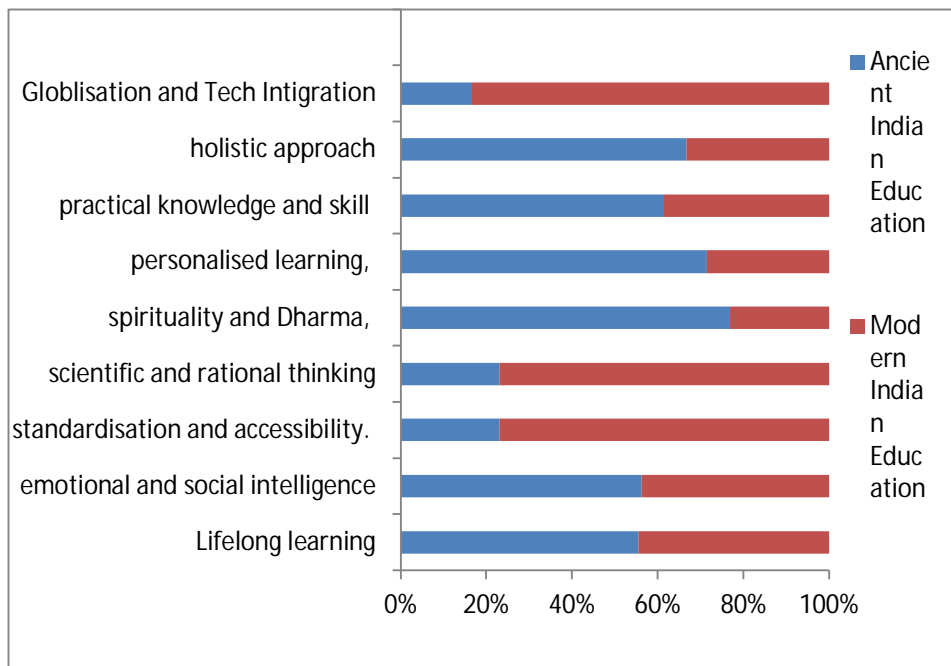 Globlisation and Tech Intigration
holistic approach
practical knowledge and skill
personalised learning,
spirituality and Dharma,
scientific and rational thinking
standardisation and accessibility.
emotional and social intelligence
Lifelong learning
0% 20% 40% 60% 80% 100%
Ancie
nt
India
n
Educ
ation
Mod
ern
India
n
Educ
ation